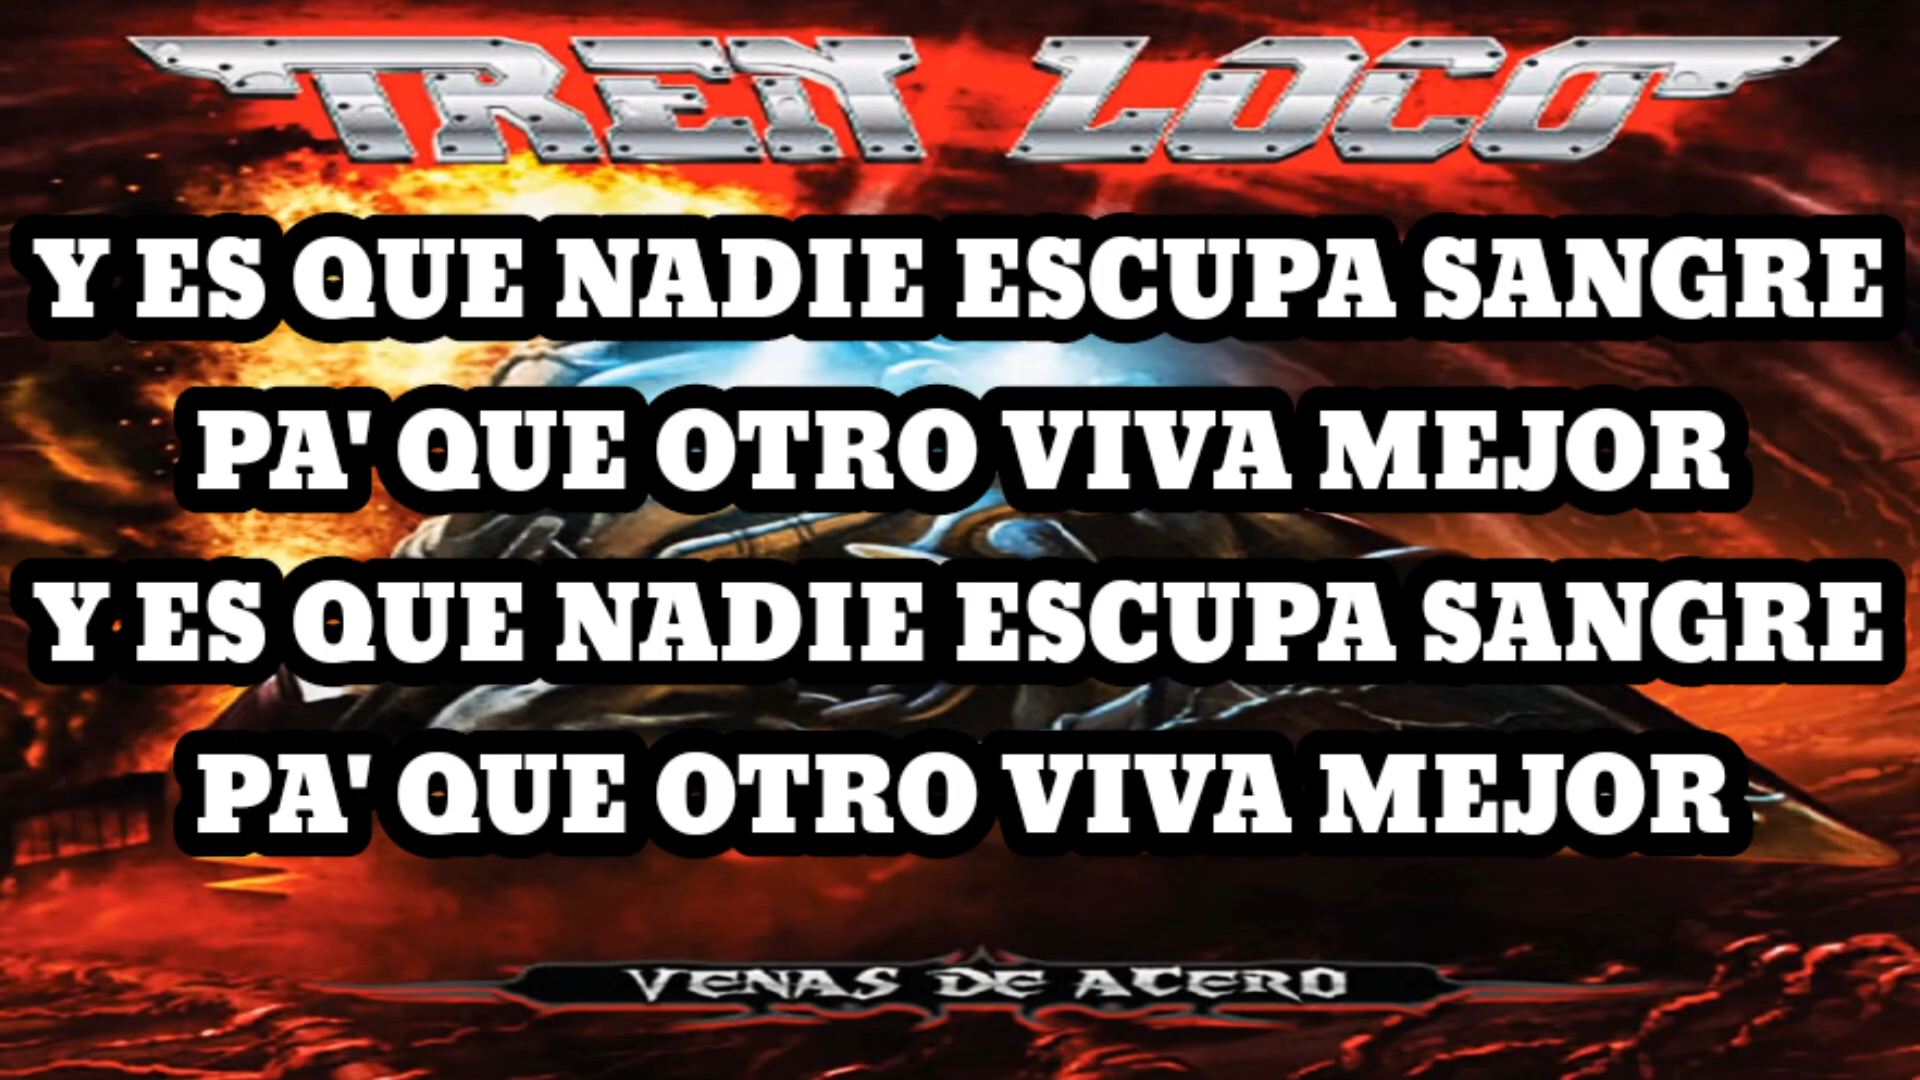 TREN LOCO
Y ES QUE NADIE ESCUPA SANGRE
PA' QUE OTRO VIVA MEJOR
Y ES QUE NADIE ESCUPA SANGRE
PA' QUE OTRO VIVA MEJOR
VENAS DE ACERO